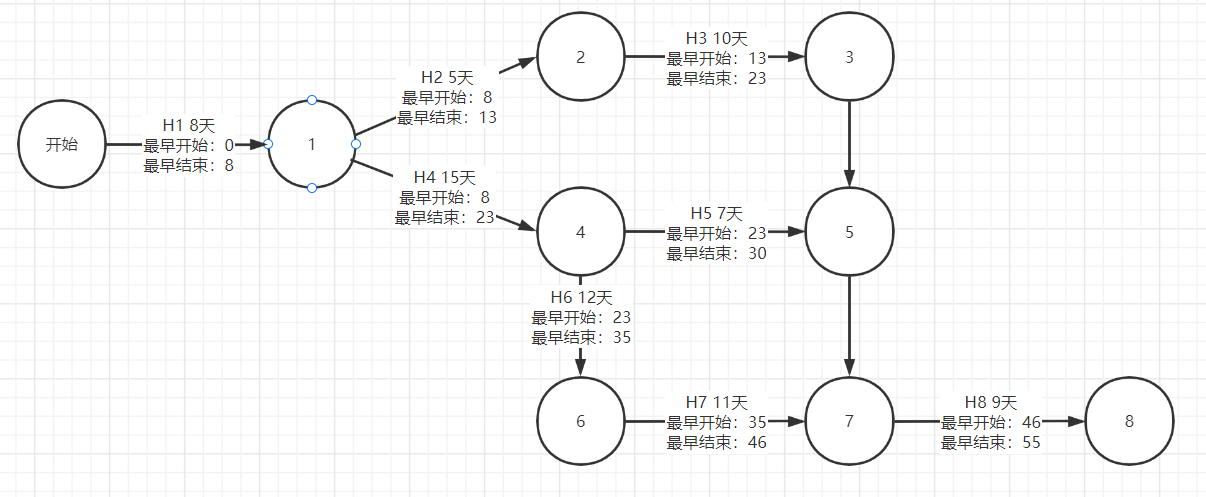 开始
H1 8天
最早开始：0
最早结束：8
1
H2 5天
最早开始：8
最早结束：13
2
H3 10天
最早开始：13
最早结束：23
3
H4 15天
最早开始：8
最早结束：23
4
H5 7天
最早开始：23
最早结束：30
5
H6 12天
最早开始：23
最早结束：35
6
H7 11天
最早开始：35
最早结束：46
7
H8 9天
最早开始：46
最早结束：55
8